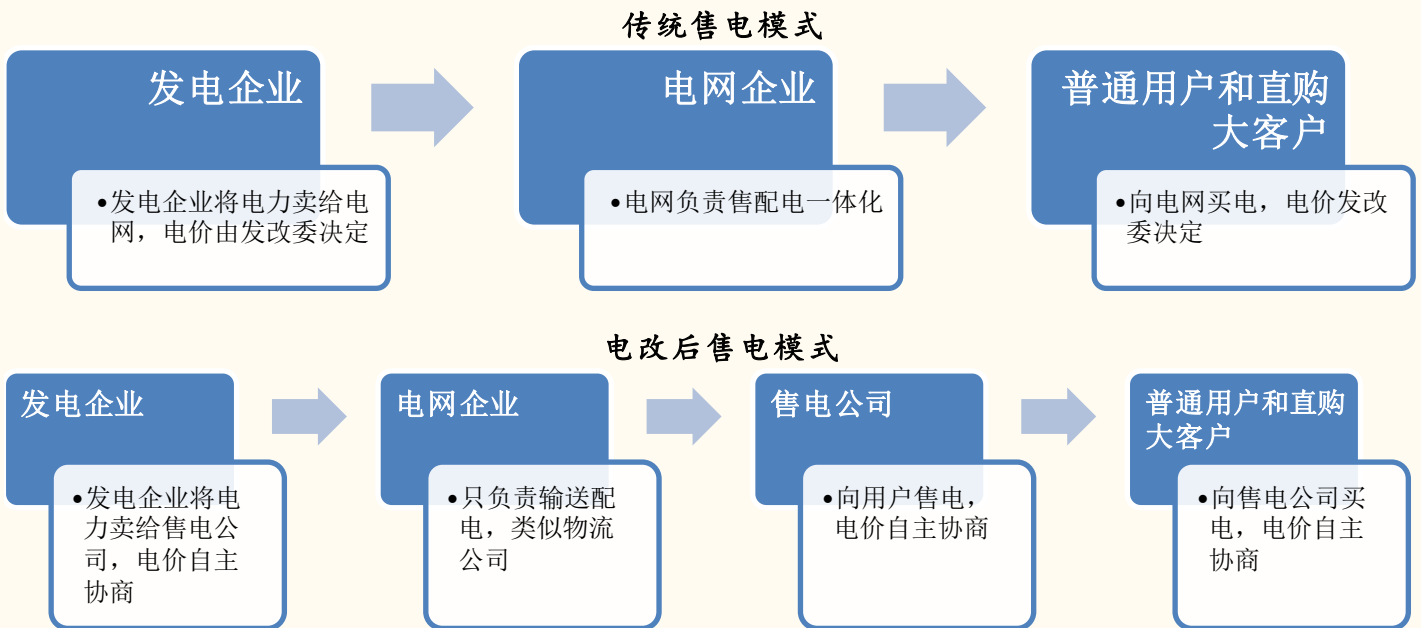 传统售电模式
发电企业
电网企业
普通用户和直购
大客户
•发电企业将电力卖给电
网，电价由发改委决定
•电网负责售配电一体化
•向电网买电，电价发改
委决定
电改后售电模式
发电企业
电网企业
售电公司
普通用户和直购
大客户
•发电企业将电
力卖给售电公
司，电价自主
协商
•只负责输送配
电，类似物流
公司
•向用户售电，
电价自主协商
•向售电公司买
电，电价自主
协商